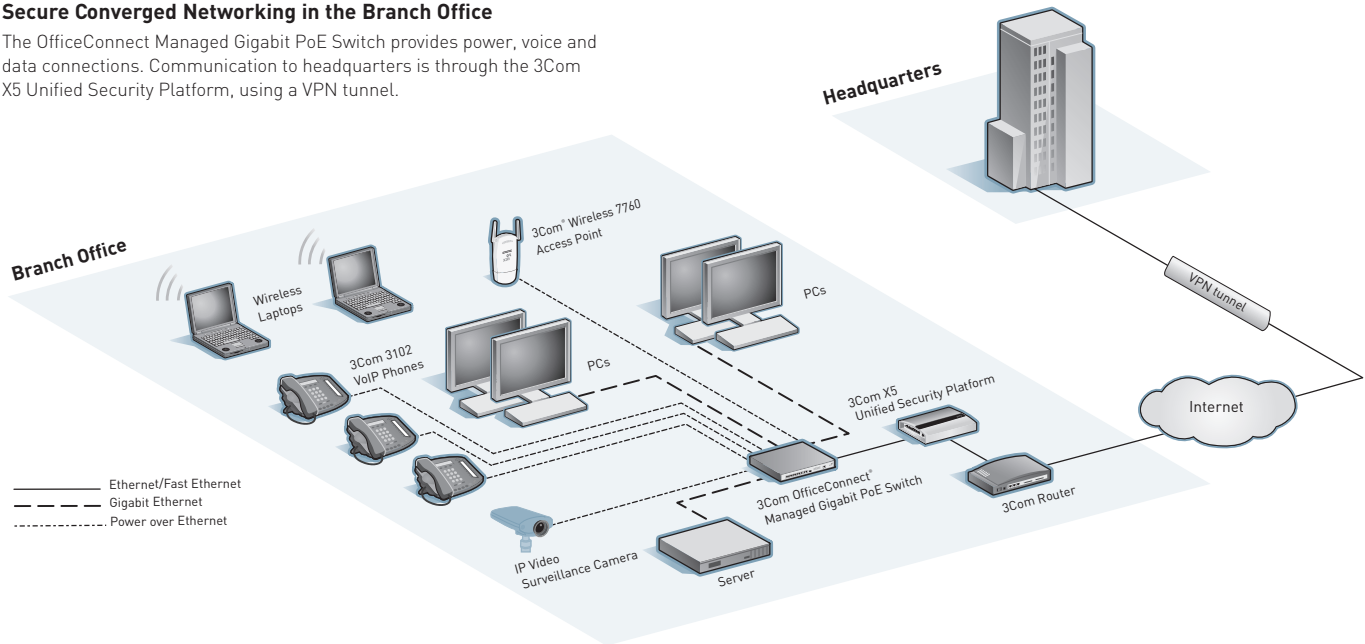 Secure Converged Networking in the Branch Office
The OfficeConnect Managed Gigabit PoE Switch provides power, voice and
data connections. Communication to headquarters is through the 3Com
X5 Unified Security Platform, using a VPN tunnel.
Headquarters
Branch Office
3Com® Wireless 7760
Access Point
Wireless
Laptops
PCs
VPN tunnel
3Com 3102
VoIP Phones
PCs
3Com X5
Unified Security Platform
Internet
Ethernet/Fast Ethernet
Gigabit Ethernet
Power over Ethernet
3Com OfficeConnect®
Managed Gigabit PoE Switch
3Com Router
IP Video
Surveillance Camera
Server